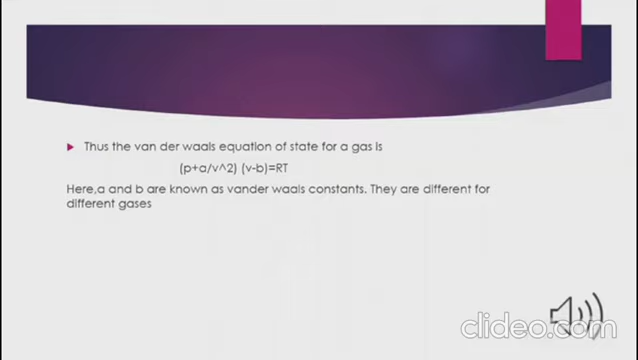 Thus the van der waals equation of state for a gas is
(p+a/v^2) (v-b)=RT
Here,a and b are known as vander waals constants. They are different for
different gases
clideo.com